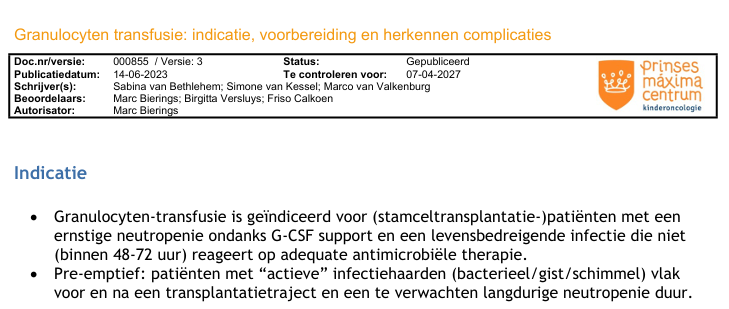 Granulocyten transfusie: indicatie, voorbereiding en herkennen complicaties
Doc.nr/versie: 000855 / Versie: 3 Status: Gepubliceerd
Publicatiedatum: 14-06-2023 Te controleren voor: 07-04-2027
Schrijver(s): Sabina van Bethlehem; Simone van Kessel; Marco van Valkenburg
Beoordelaars: Marc Bierings; Birgitta Versluys; Friso Calkoen
Autorisator: Marc Bierings
prinses
máxima
centrum
kinderoncologie
Indicatie
• Granulocyten-transfusie is geïndiceerd voor (stamceltransplantatie-)patiënten met een
ernstige neutropenie ondanks G-CSF support en een levensbedreigende infectie die niet
(binnen 48-72 uur) reageert op adequate antimicrobiële therapie.
• Pre-emptief: patiënten met “actieve” infectiehaarden (bacterieel/gist/schimmel) vlak
voor en na een transplantatietraject en een te verwachten langdurige neutropenie duur.